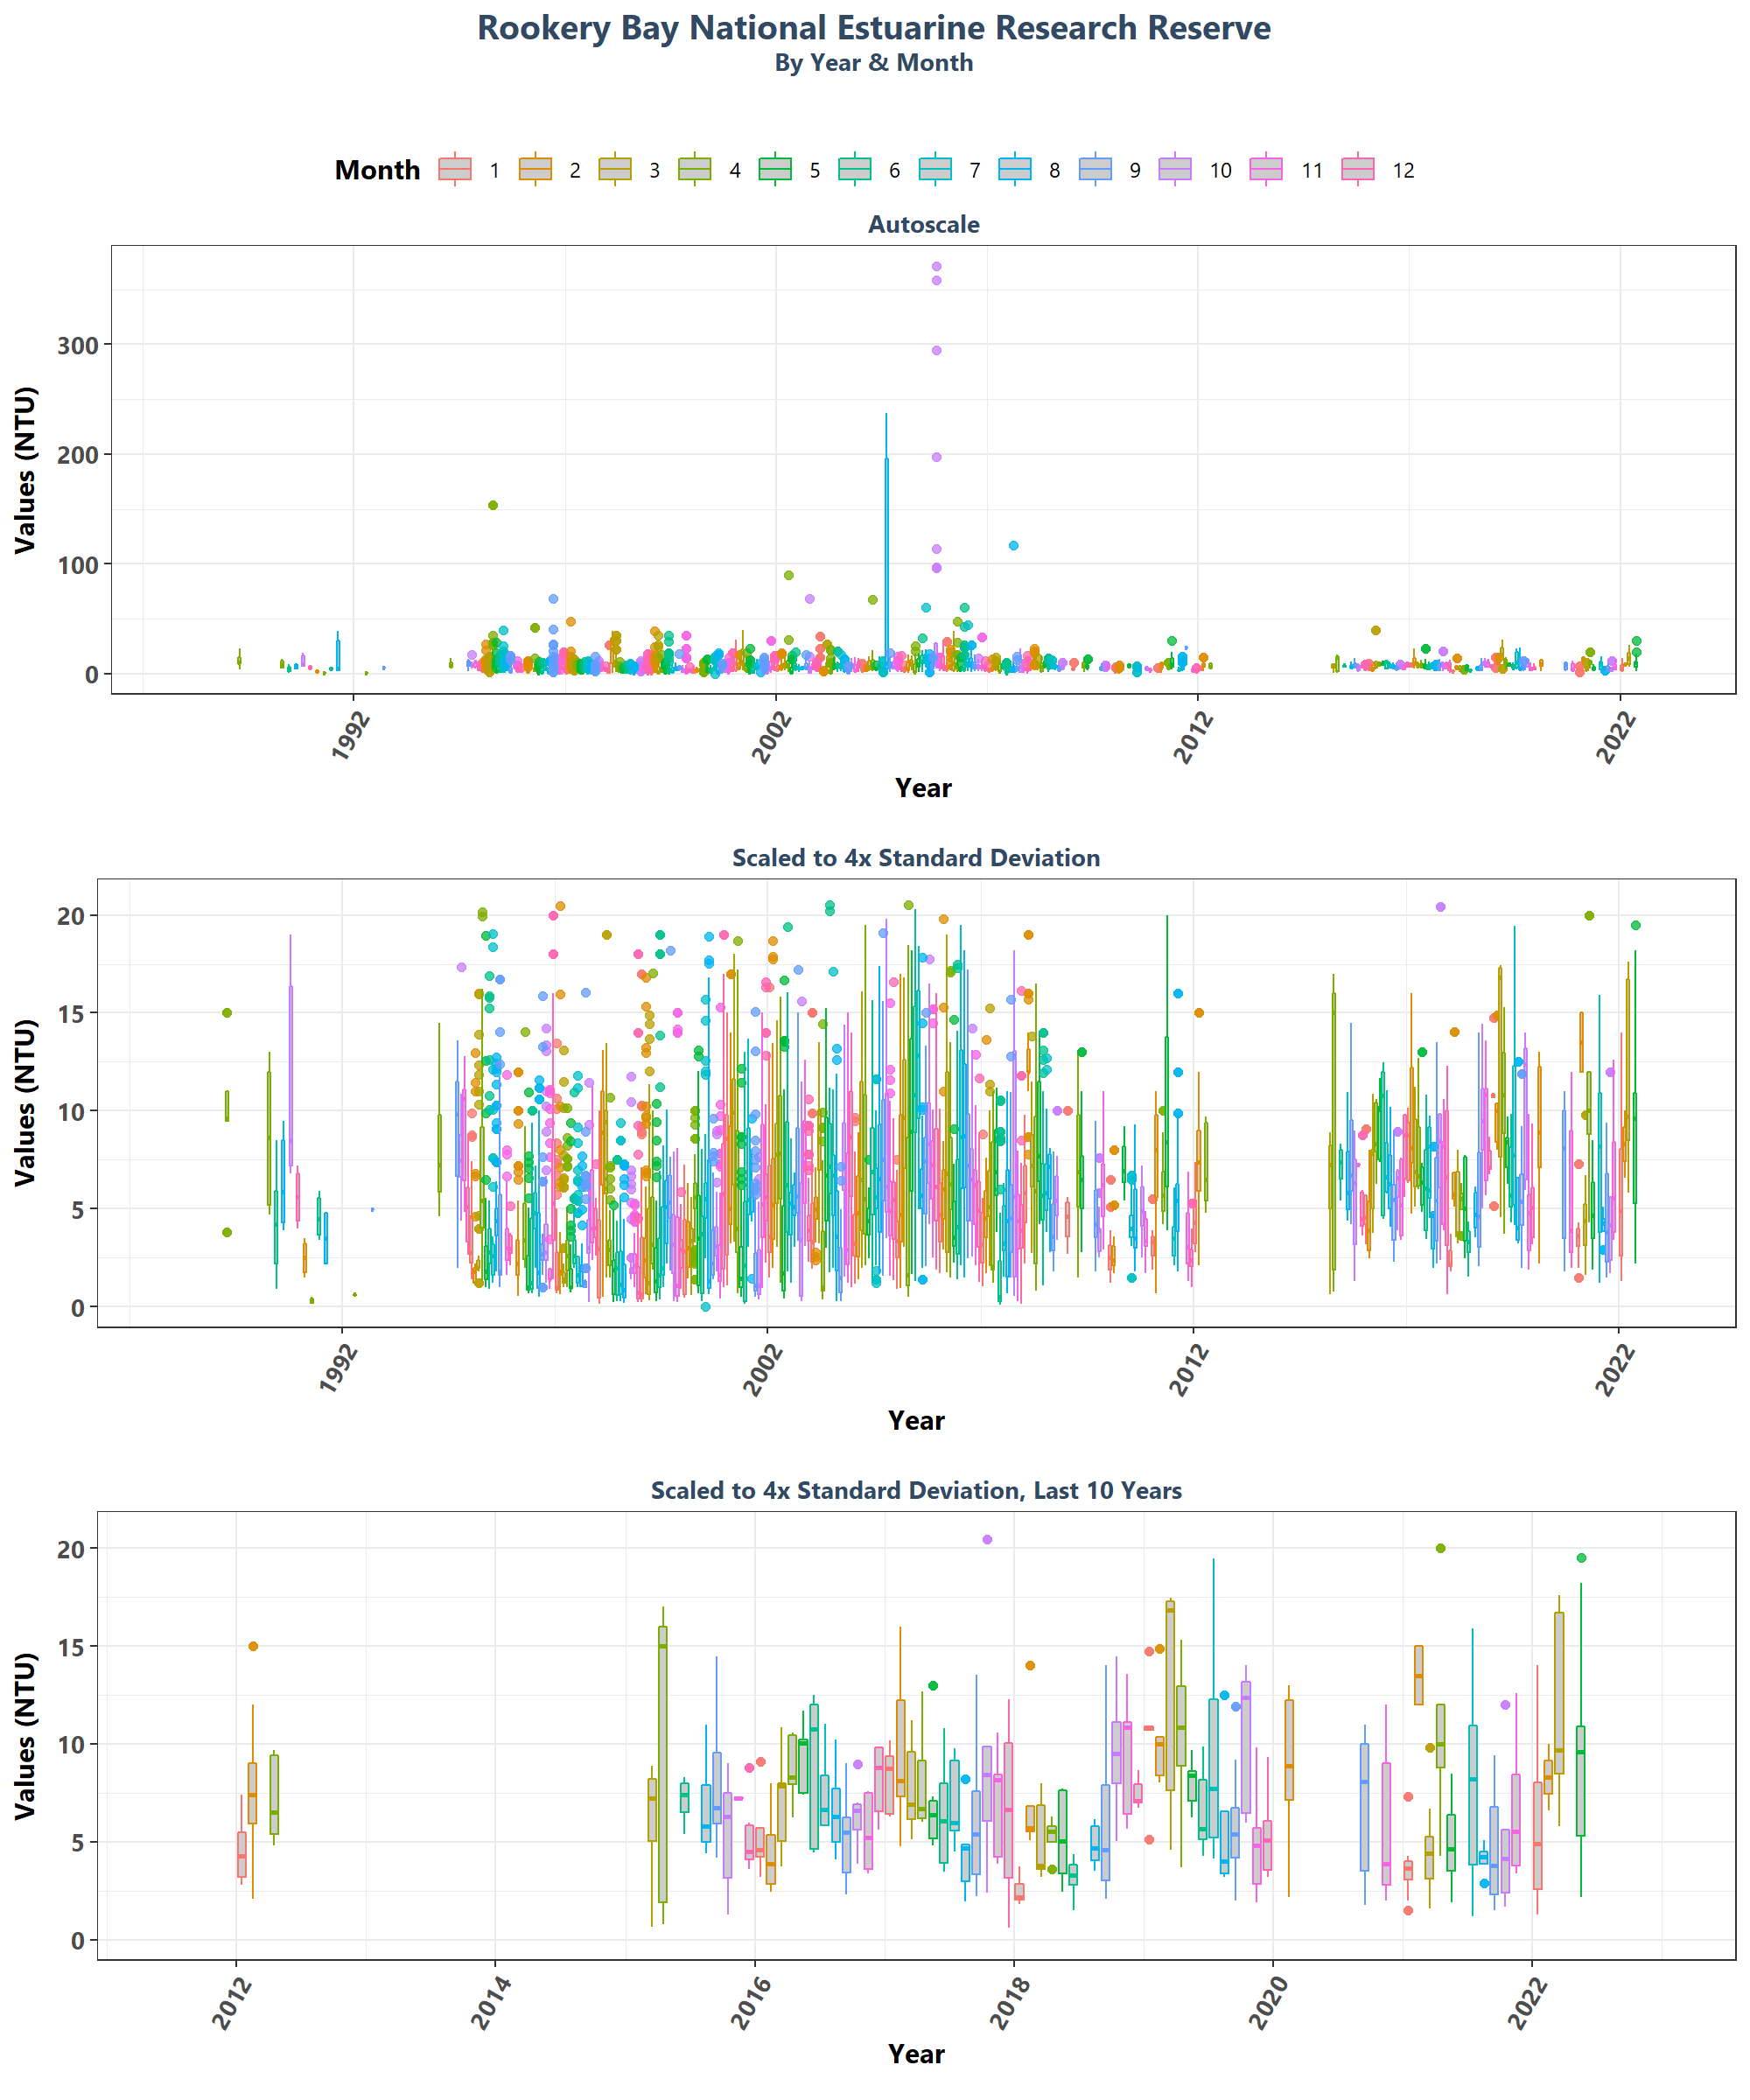 Rookery Bay National Estuarine Research Reserve
By Year & Month
Month 1 2 3 4 5 6 7 8 9 10 11 12
Autoscale
Values (NTU)
300
200
100
0
1992 2002 2012 2022
Year
Scaled to 4x Standard Deviation
Values (NTU)
20
15
10
5
0
1992 2002 2012 2022
Year
Scaled to 4x Standard Deviation, Last 10 Years
Values (NTU)
20
15
10
5
0
2012 2014 2016 2018 2020 2022
Year